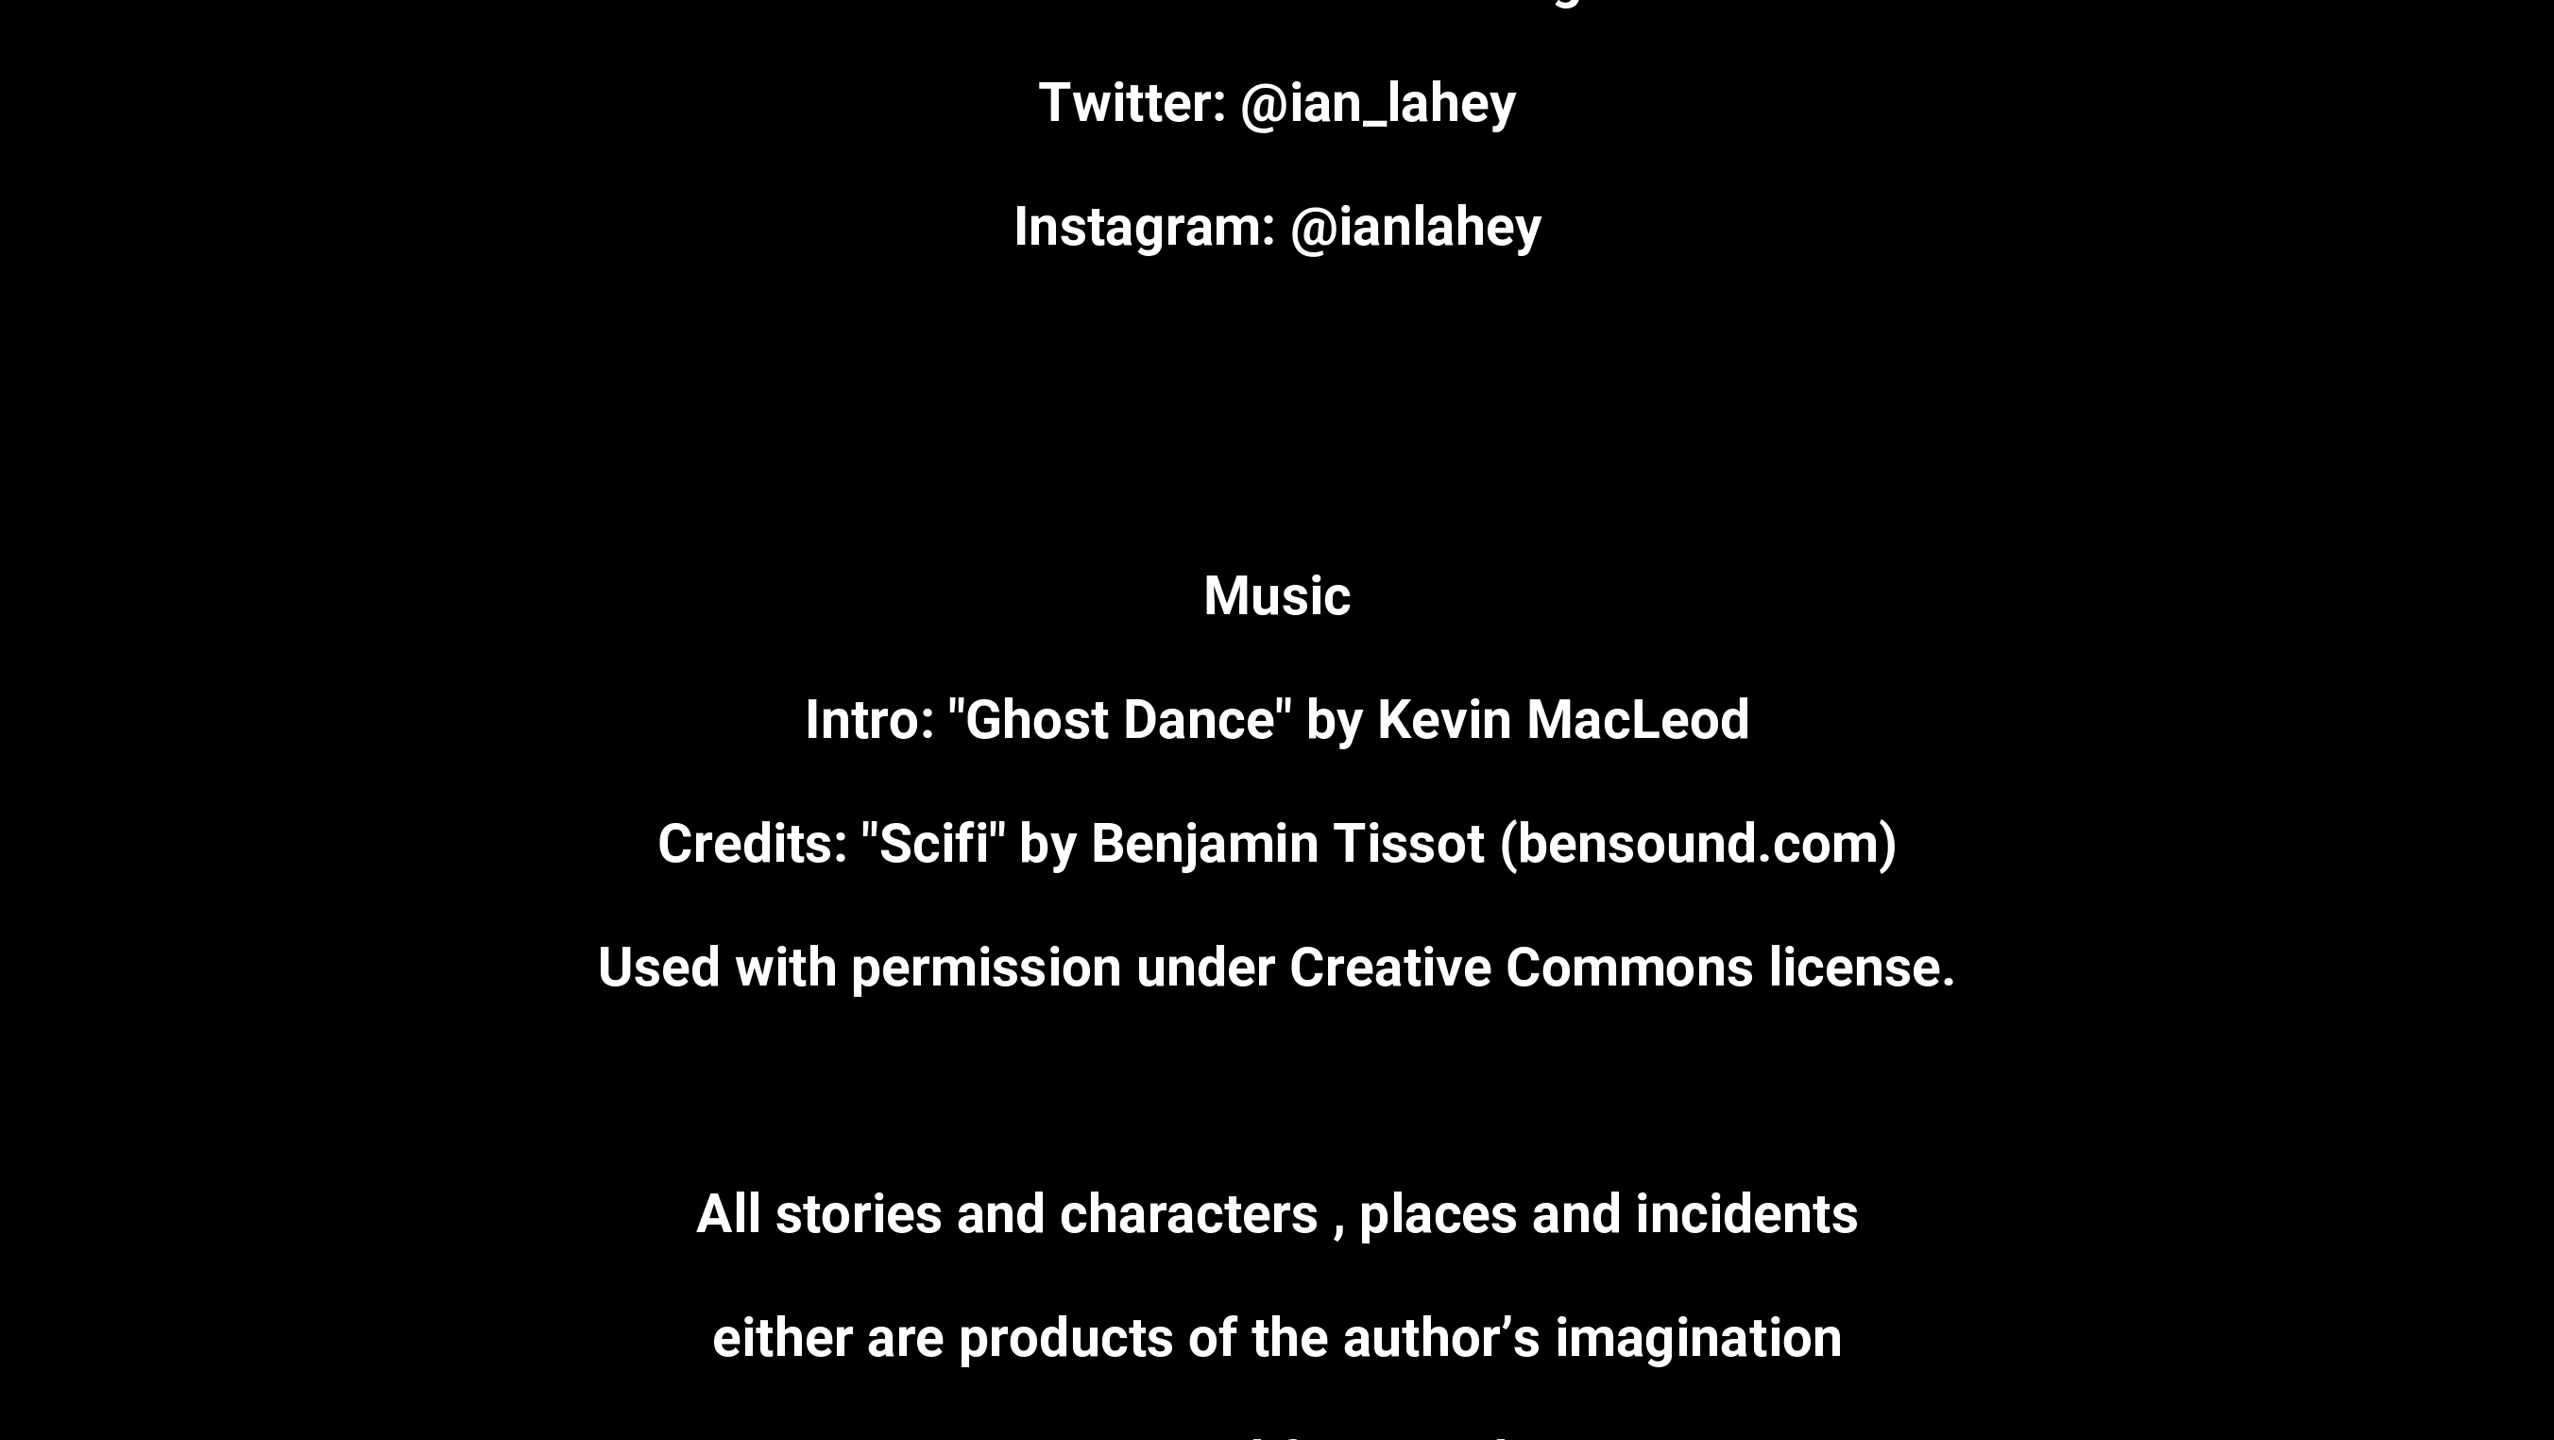 Twitter: @ian_lahey
Instagram: @ianlahey
Music
Intro: "Ghost Dance" by Kevin MacLeod
Credits: "Scifi" by Benjamin Tissot (bensound.com)
Used with permission under Creative Commons license.
All stories and characters , places and incidents
either are products of the author’s imagination